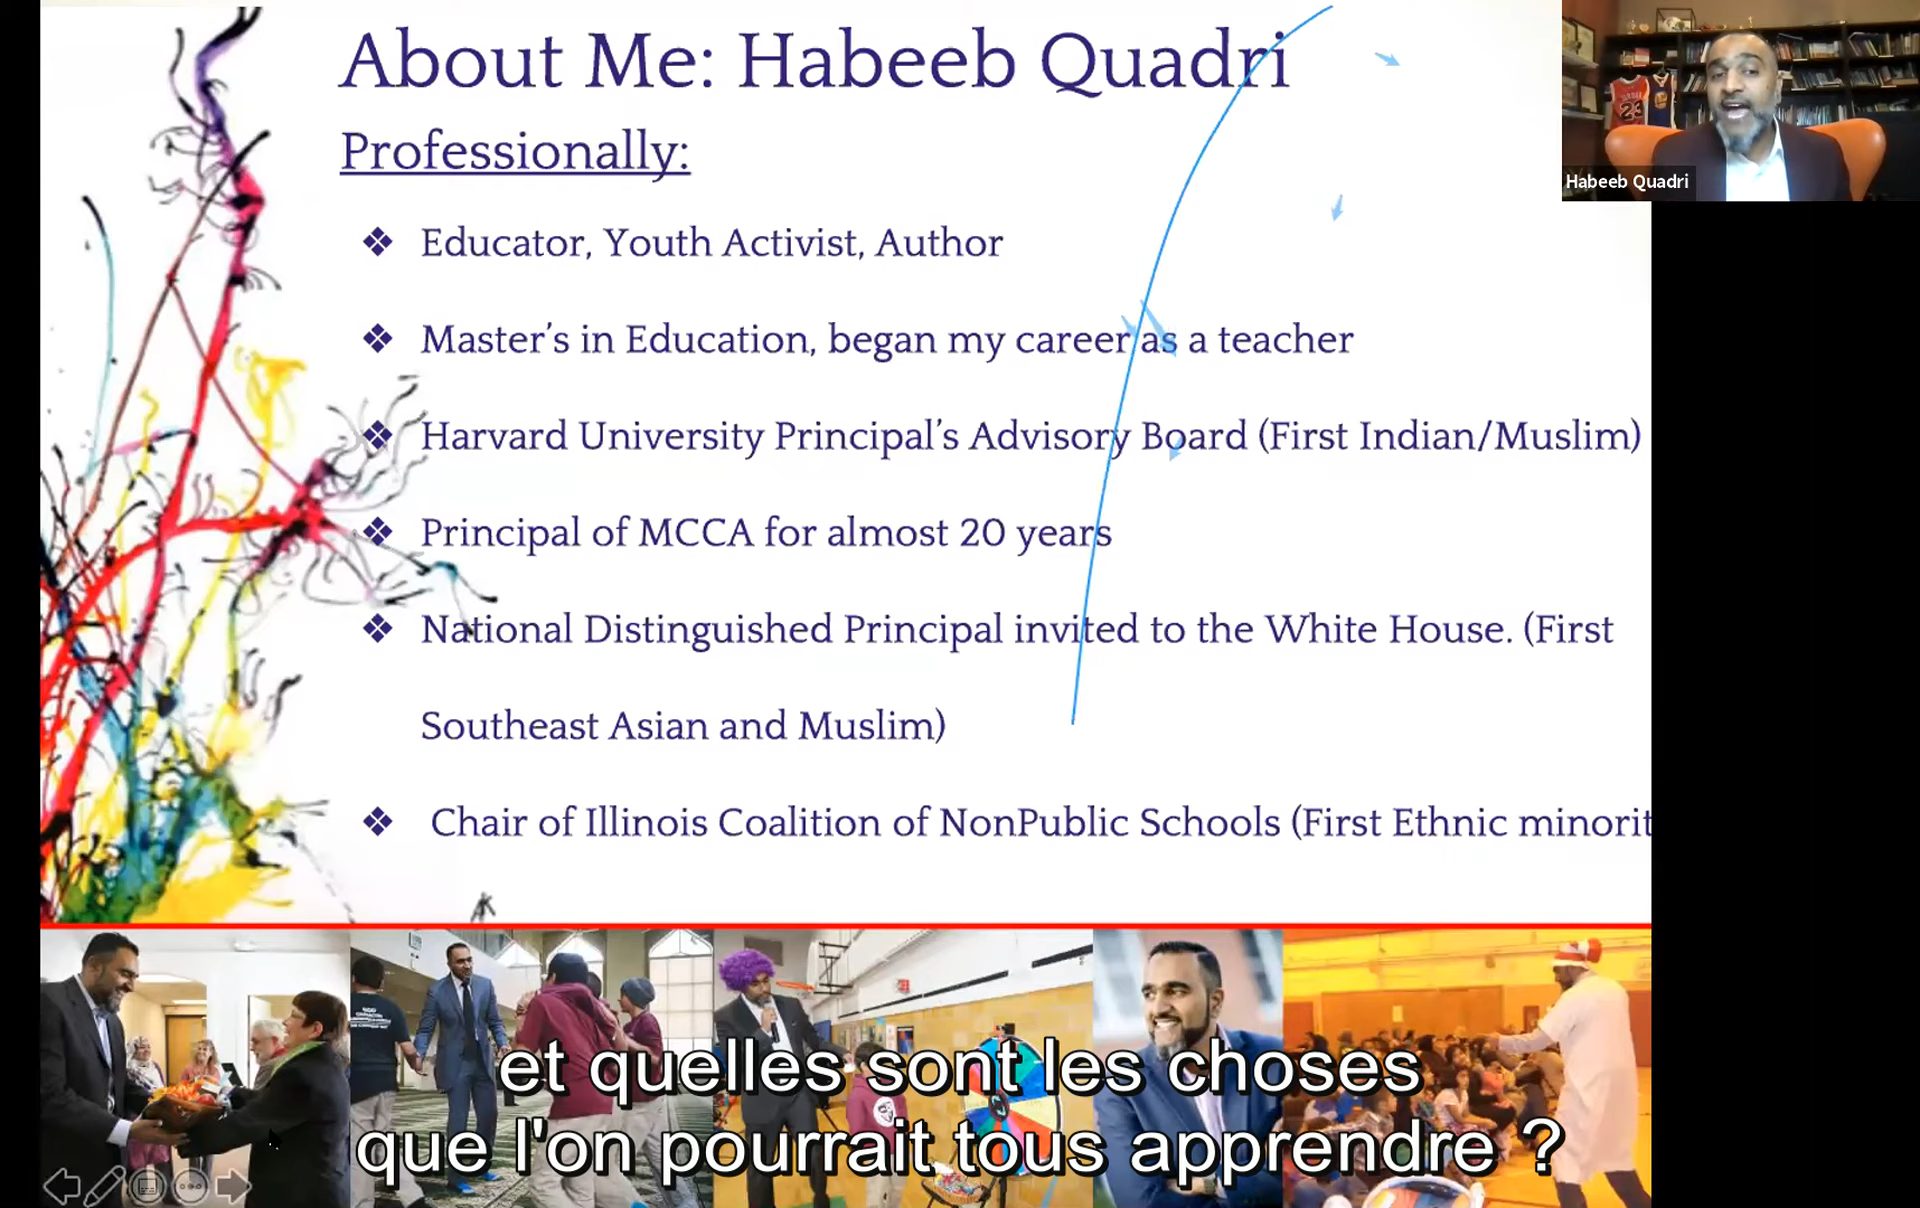 About Me: Habeeb Quadri
Professionally:
❖ Educator, Youth Activist, Author
❖ Master's in Education, began my career as a teacher
❖ Harvard University Principal's Advisory Board (First Indian/Muslim)
❖ Principal of MCCA for almost 20 years
❖ National Distinguished Principal invited to the White House. (First
Southeast Asian and Muslim)
❖ Chair of Illinois Coalition of NonPublic Schools (First Ethnic minorit
23
Habeeb Quadri
et quelles sont les choses
que l'on pourrait tous apprendre ?